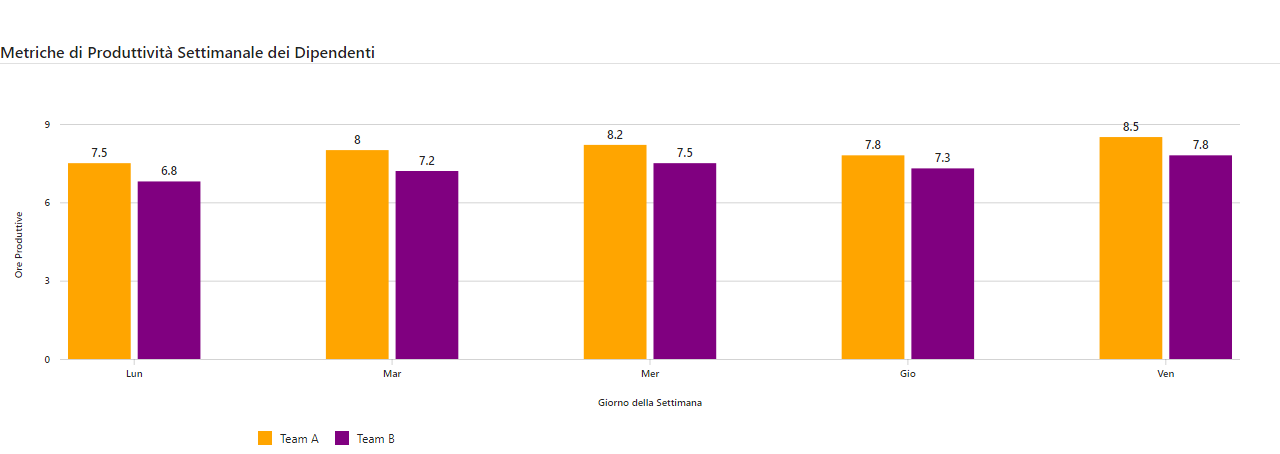 Metriche di Produttività Settimanale dei Dipendenti
9
6
3
0
Ore Produttive
7.5
6.8
8
7.2
8.2
7.5
7.8
7.3
8.5
7.8
Lun
Mar
Mer
Gio
Ven
Giorno della Settimana
Team A
Team B